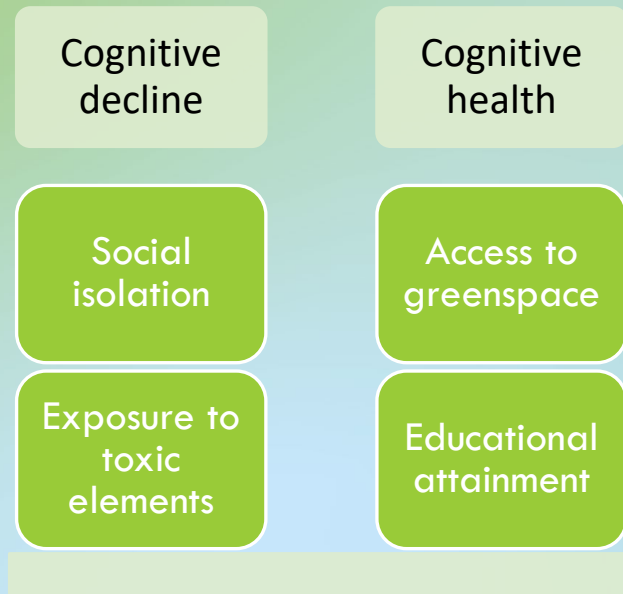 Cognitive
decline
Cognitive
health
Social
isolation
Access to
greenspace
Exposure to
toxic
elements
Educational
attainment